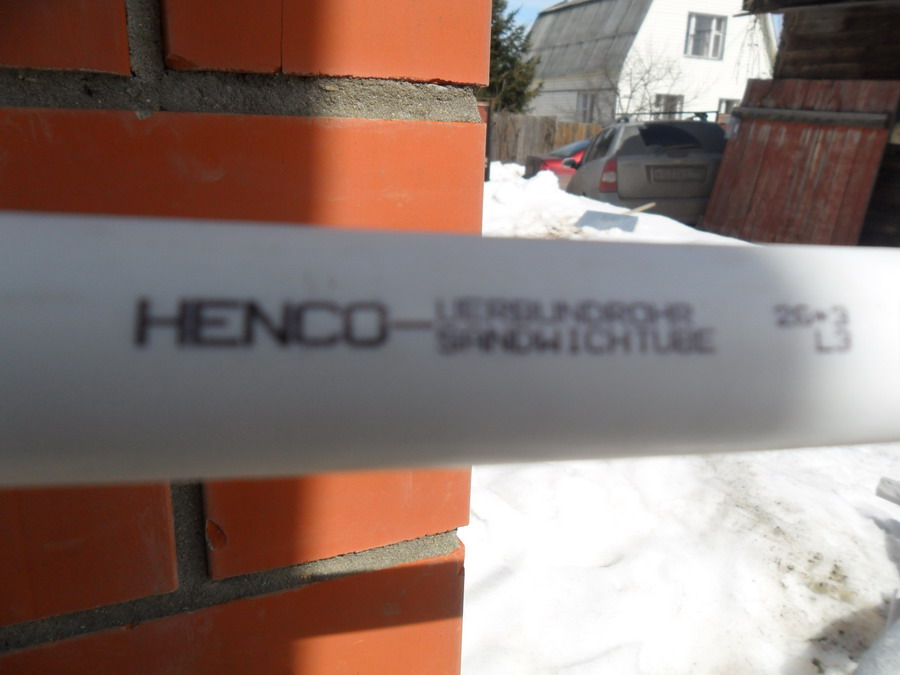 HENCO-VERBUNDROHR 26*3
SANDWICHTUBE L3